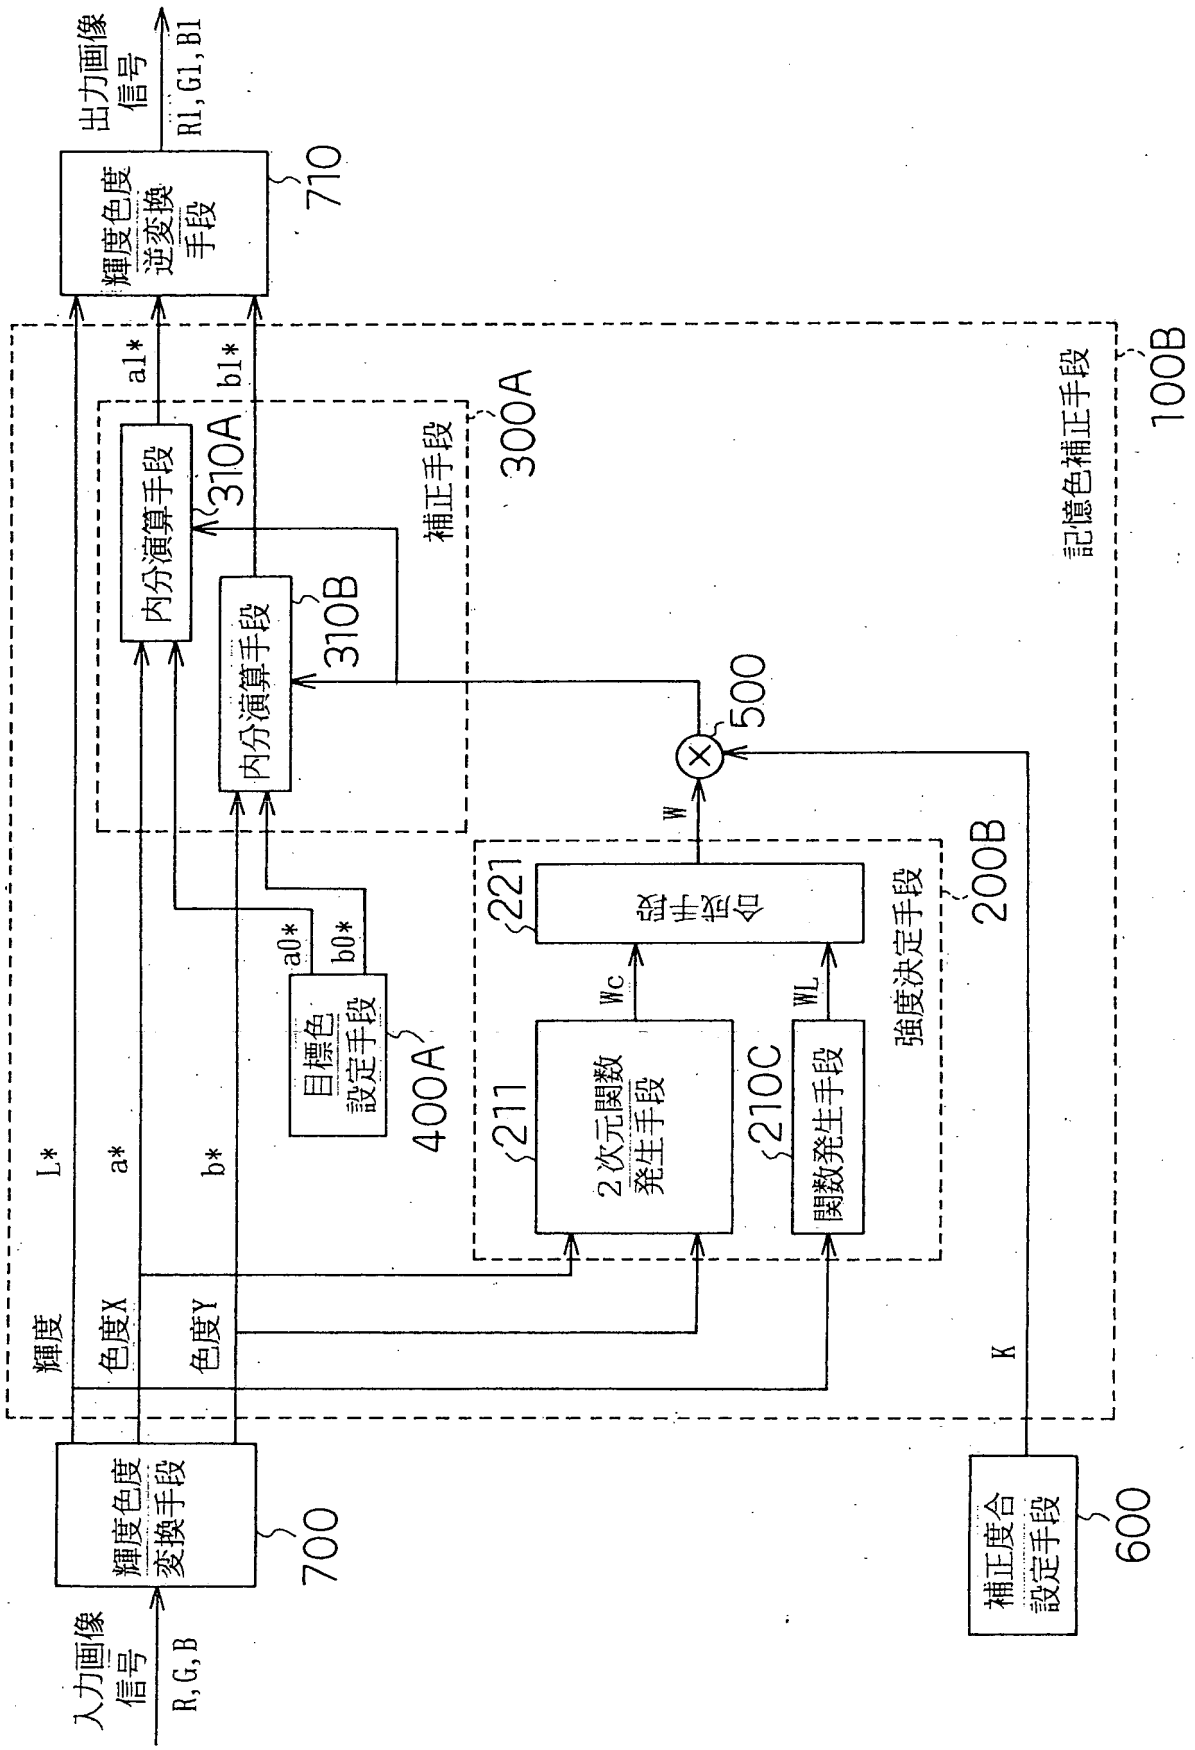 入力画像
信号
R,G,B
輝度色度
変換手段
700
輝度
L*
色度X
a*
色度Y
b*
目標色
設定手段
400A
a0*
b0*
内分演算手段
310A
内分演算手段
310B
補正手段
300A
a1*
b1*
輝度色度
逆変換
手段
710
出力画像
信号
R1,G1,B1
211
2次元関数
発生手段
Wc
210C
関数発生手段
WL
221
合成手段
強度決定手段
200B
W
500
補正度合
設定手段
600
K
記憶色補正手段
100B